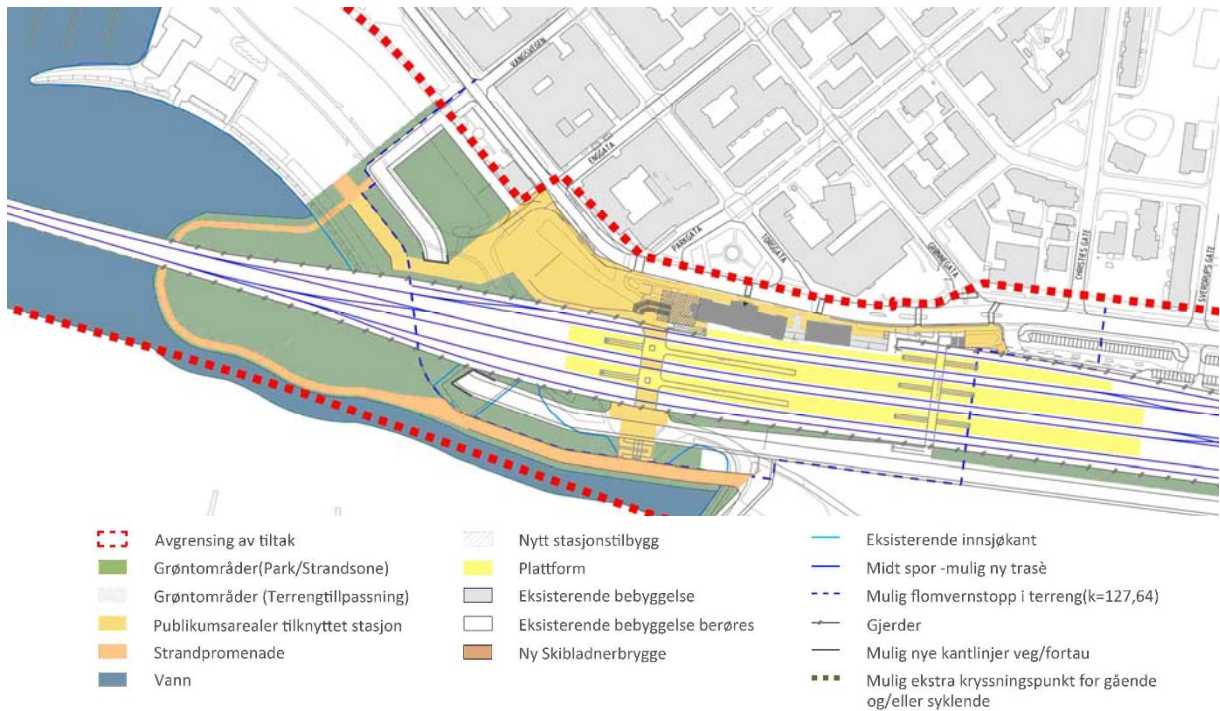 VANGSVEGEN
ENGGATA
PARKGATA
TORGGATA
GRØNNEGATA
CHRISTIES GATE
SVERDRUPS GATE
Avgrensing av tiltak
Grøntområder(Park/Strandsone)
Grøntområder (Terrengtillpassning)
Publikumsarealer tilknyttet stasjon
Strandpromenade
Vann
Nytt stasjonstilbygg
Plattform
Eksisterende bebyggelse
Eksisterende bebyggelse berøres
Ny Skibladnerbrygge
Eksisterende innsjøkant
Midt spor -mulig ny trasè
Mulig flomvernstopp i terreng(k=127,64)
Gjerder
Mulig nye kantlinjer veg/fortau
Mulig ekstra kryssningspunkt for gående
og/eller syklende